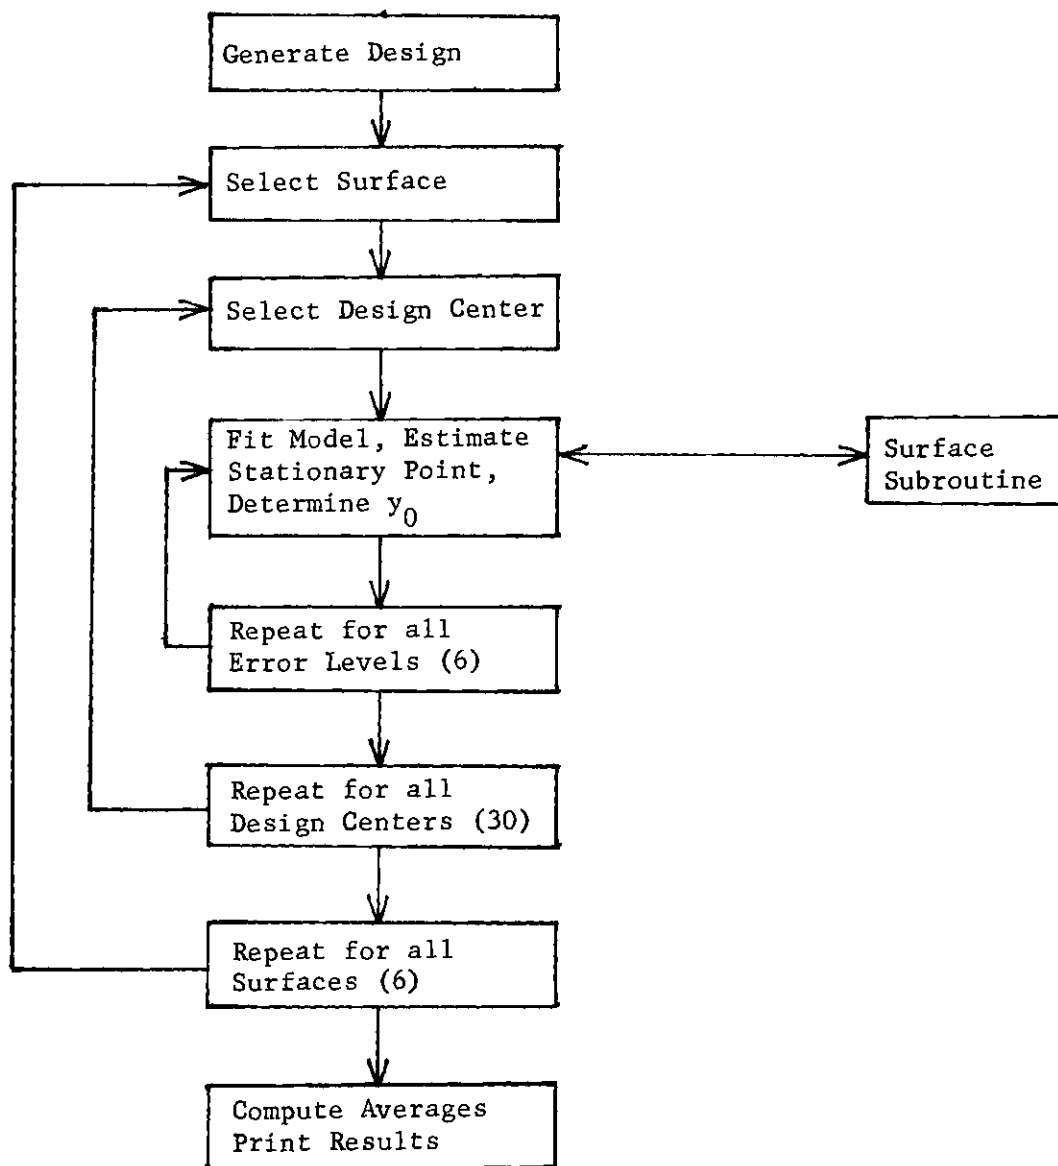 Generate Design
Select Surface
Select Design Center
Fit Model, Estimate
Stationary Point,
Determine y₀
Surface
Subroutine
Repeat for all
Error Levels (6)
Repeat for all
Design Centers (30)
Repeat for all
Surfaces (6)
Compute Averages
Print Results